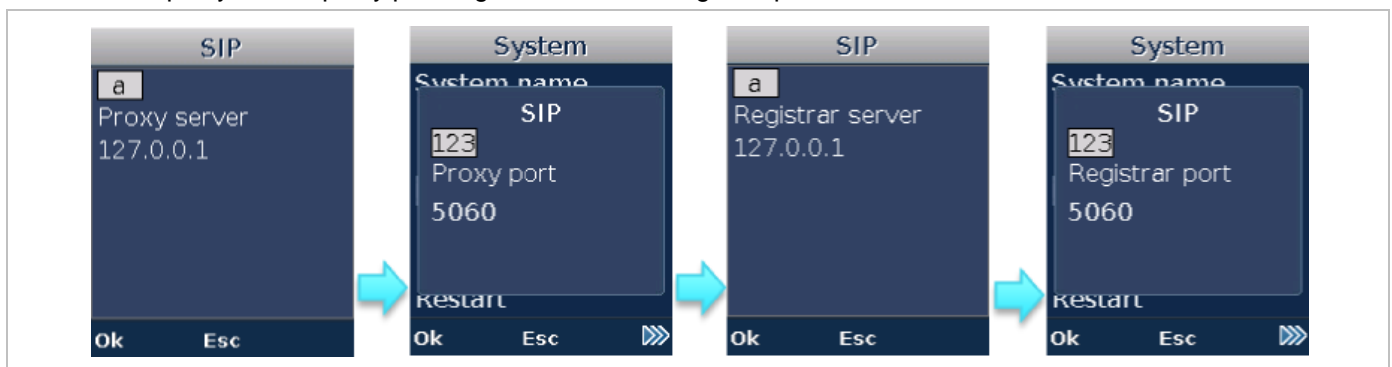 SIP
a
Proxy server
127.0.0.1
Ok Esc
System
System name
SIP
123
Proxy port
5060
Restart
Ok Esc
SIP
a
Registrar server
127.0.0.1
Ok Esc
System
System name
SIP
123
Registrar port
5060
Restart
Ok Esc